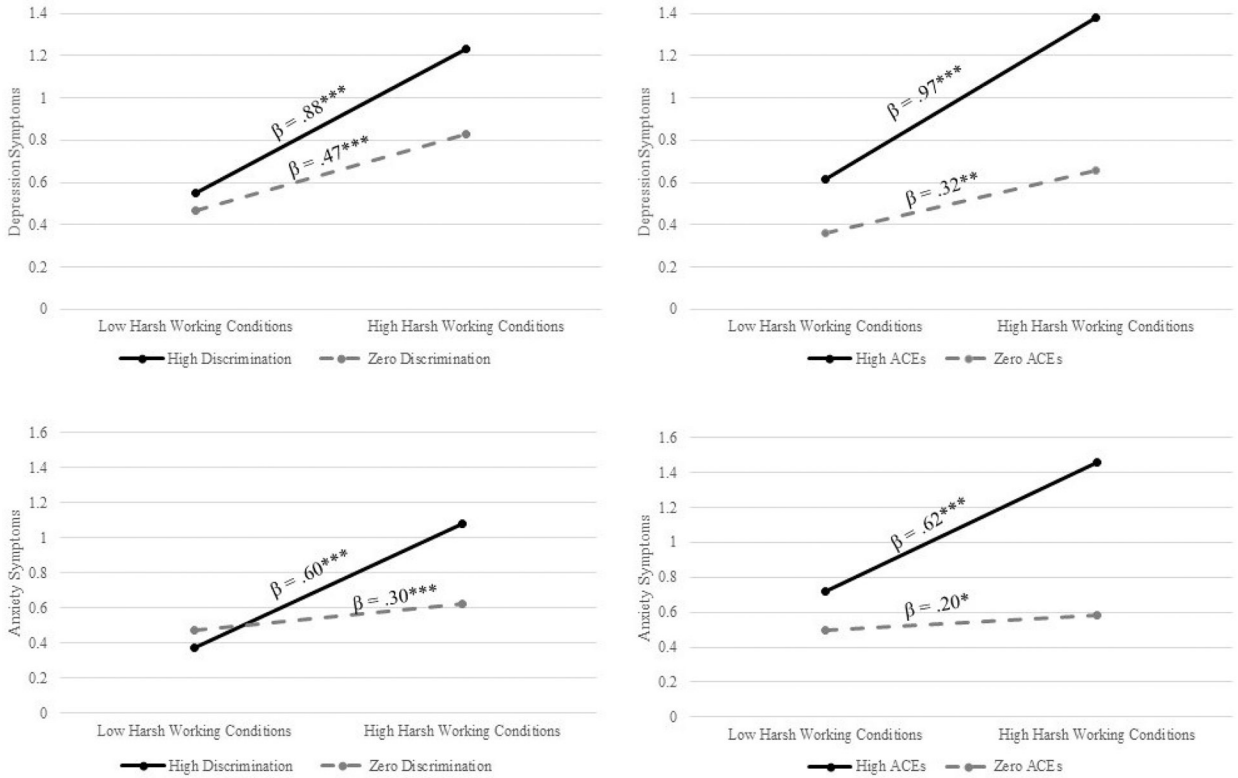 1.4
1.2
1
0.8
0.6
0.4
0.2
0
Depression Symptoms
β = .88***
β = .47***
Low Harsh Working Conditions High Harsh Working Conditions
High Discrimination Zero Discrimination
1.4
1.2
1
0.8
0.6
0.4
0.2
0
Depression Symptoms
β = .97***
β = .32**
Low Harsh Working Conditions High Harsh Working Conditions
High ACEs Zero ACEs
1.6
1.4
1.2
1
0.8
0.6
0.4
0.2
0
Anxiety Symptoms
β = .60***
β = .30***
Low Harsh Working Conditions High Harsh Working Conditions
High Discrimination Zero Discrimination
1.6
1.4
1.2
1
0.8
0.6
0.4
0.2
0
Anxiety Symptoms
β = .62***
β = .20*
Low Harsh Working Conditions High Harsh Working Conditions
High ACEs Zero ACEs